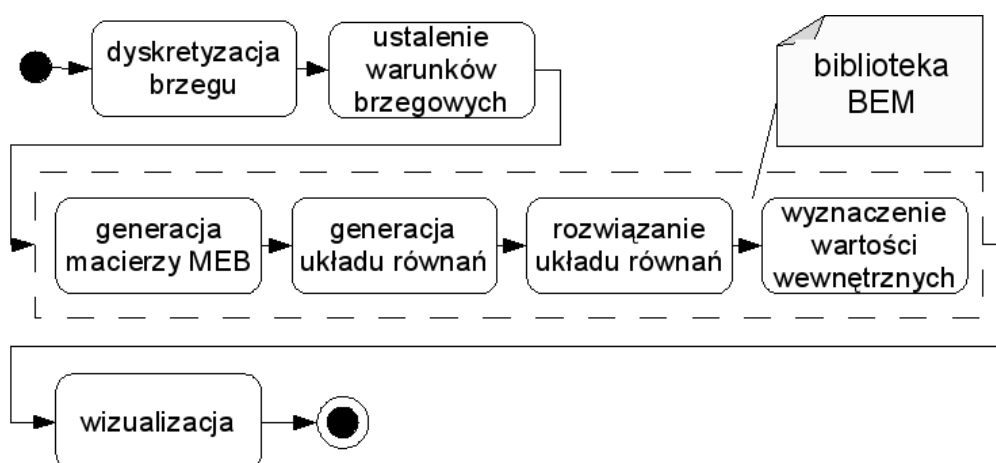 dyskretyzacja
brzegu
ustalenie
warunków
brzegowych
biblioteka
BEM
generacja
macierzy MEB
generacja
układu równań
rozwiązanie
układu równań
wyznaczenie
wartości
wewnętrznych
wizualizacja